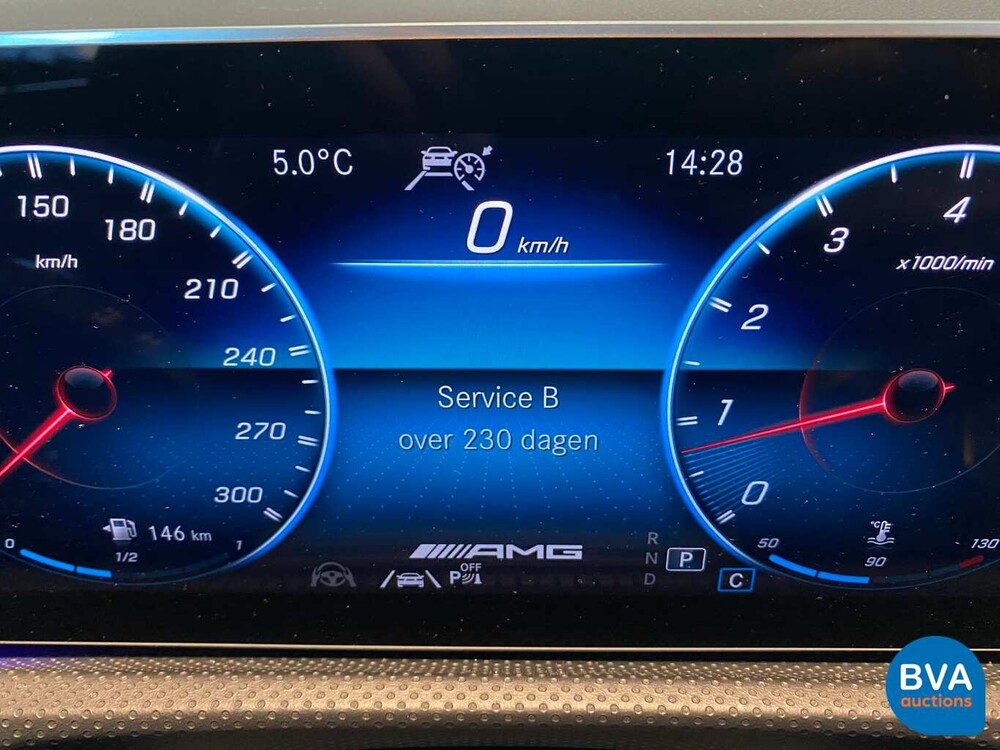 5.0°C
14:28
0 km/h
150
180
km/h
210
240
270
300
4
3
x1000/min
2
1
0
Service B
over 230 dagen
146 km
0
1/2
1
AMG
OFF
P
R
N
P
D
C
50
°C°F
90
130
BVA
auctions